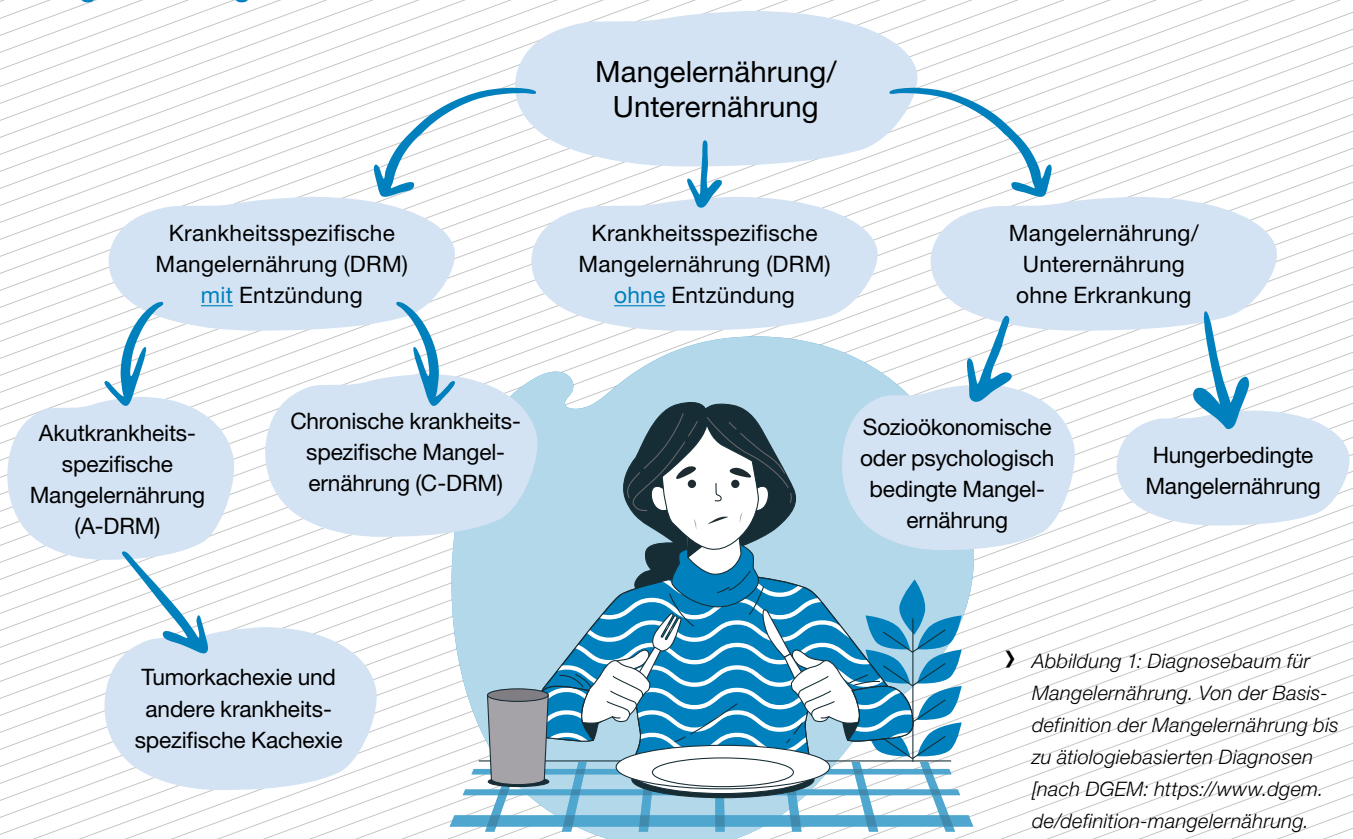 Mangelernährung/
Unterernährung
Krankheitsspezifische
Mangelernährung (DRM)
mit Entzündung
Krankheitsspezifische
Mangelernährung (DRM)
ohne Entzündung
Mangelernährung/
Unterernährung
ohne Erkrankung
Akutkrankheits-
spezifische
Mangelernährung
(A-DRM)
Chronische krankheits-
spezifische Mangel-
ernährung (C-DRM)
Sozioökonomische
oder psychologisch
bedingte Mangel-
ernährung
Hungerbedingte
Mangelernährung
Tumorkachexie und
andere krankheits-
spezifische Kachexie
❯ Abbildung 1: Diagnosebaum für
Mangelernährung. Von der Basis-
definition der Mangelernährung bis
zu ätiologiebasierten Diagnosen
[nach DGEM: https://www.dgem.
de/definition-mangelernährung.